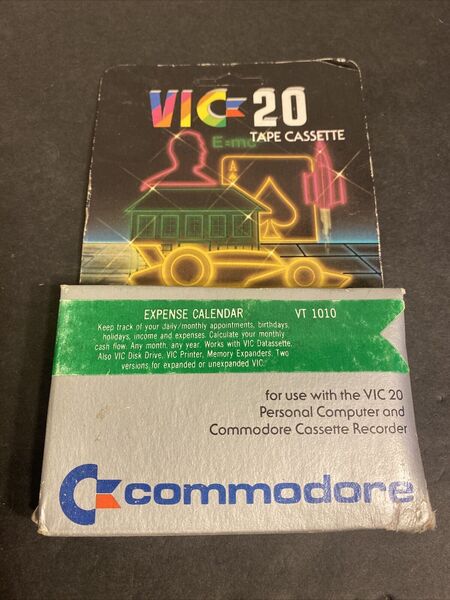 VIC 20
TAPE CASSETTE
E=mc
A
EXPENSE CALENDAR VT 1010
Keep track of your daily/monthly appointments, birthdays,
holidays, income and expenses. Calculate your monthly
cash flow. Any month, any year. Works with VIC Datassette.
Also VIC Disk Drive, VIC Printer, Memory Expanders. Two
versions for expanded or unexpanded VIC.
for use with the VIC 20
Personal Computer and
Commodore Cassette Recorder
commodore